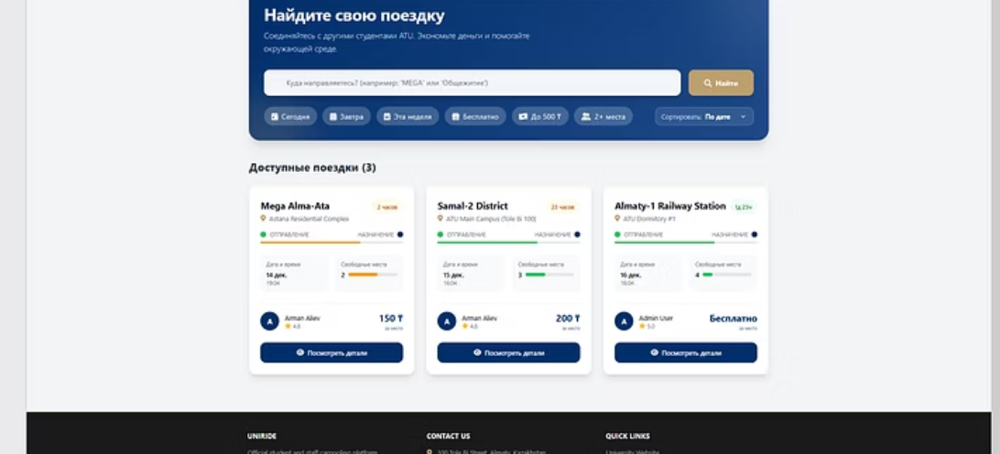 Найдите свою поездку
Соединяйтесь с другими студентами ATU. Экономьте деньги и помогайте
окружающей среде.
Куда направляетесь? (например: 'MEGA' или 'Общежитие')
Найти
Сегодня
Завтра
Эта неделя
Бесплатно
До 500 ₸
2+ места
Сортировать: По дате
Доступные поездки (3)
Mega Alma-Ata
2 часов
Astana Residential Complex
ОТПРАВЛЕНИЕ
НАЗНАЧЕНИЕ
Дата и время
14 дек.
Свободные места
2
A
Arman Aliev
4.8
150 ₸
за место
Посмотреть детали
Samal-2 District
23 часов
ATU Main Campus (Tole Bi 100)
ОТПРАВЛЕНИЕ
НАЗНАЧЕНИЕ
Дата и время
15 дек.
Свободные места
3
A
Arman Aliev
4.8
200 ₸
за место
Посмотреть детали
Almaty-1 Railway Station
1д 23ч
ATU Dormitory #1
ОТПРАВЛЕНИЕ
НАЗНАЧЕНИЕ
Дата и время
16 дек.
Свободные места
4
A
Admin User
5.0
Бесплатно
за место
Посмотреть детали
UNIRIDE
Official student and staff carpooling platform
CONTACT US
100 Tole Bi Street, Almaty, Kazakhstan
QUICK LINKS
University Website